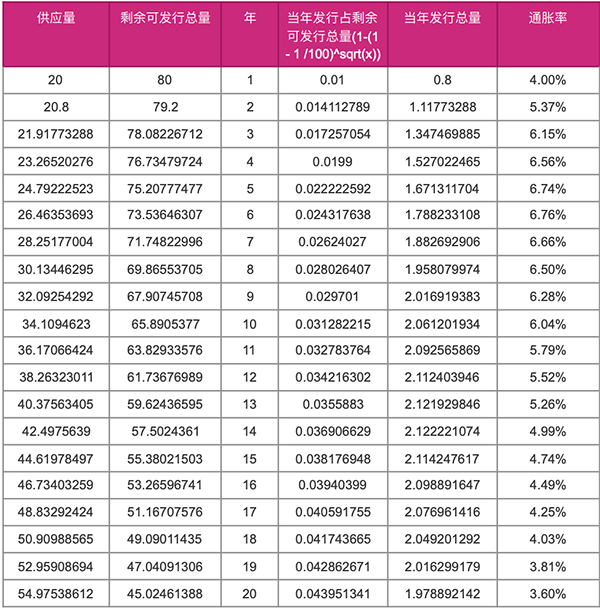 供应量 剩余可发行总量 年 当年发行占剩余可发行总量(1-(1 - 1 /100)^sqrt(x)) 当年发行总量 通胀率
20 80 1 0.01 0.8 4.00%
20.8 79.2 2 0.014112789 1.11773288 5.37%
21.91773288 78.08226712 3 0.017257054 1.347469885 6.15%
23.26520276 76.73479724 4 0.0199 1.527022465 6.56%
24.79222523 75.20777477 5 0.022222592 1.671311704 6.74%
26.46353693 73.53646307 6 0.024317638 1.788233108 6.76%
28.25177004 71.74822996 7 0.02624027 1.882692906 6.66%
30.13446295 69.86553705 8 0.028026407 1.958079974 6.50%
32.09254292 67.90745708 9 0.029701 2.016919383 6.28%
34.1094623 65.8905377 10 0.031282215 2.061201934 6.04%
36.17066424 63.82933576 11 0.032783764 2.092565869 5.79%
38.26323011 61.73676989 12 0.034216302 2.112403946 5.52%
40.37563405 59.62436595 13 0.0355883 2.121929846 5.26%
42.4975639 57.5024361 14 0.036906629 2.122221074 4.99%
44.61978497 55.38021503 15 0.038176948 2.114247617 4.74%
46.73403259 53.26596741 16 0.03940399 2.098891647 4.49%
48.83292424 51.16707576 17 0.040591755 2.076961416 4.25%
50.90988565 49.09011435 18 0.041743665 2.049201292 4.03%
52.95908694 47.04091306 19 0.042862671 2.016299179 3.81%
54.97538612 45.02461388 20 0.043951341 1.978892142 3.60%